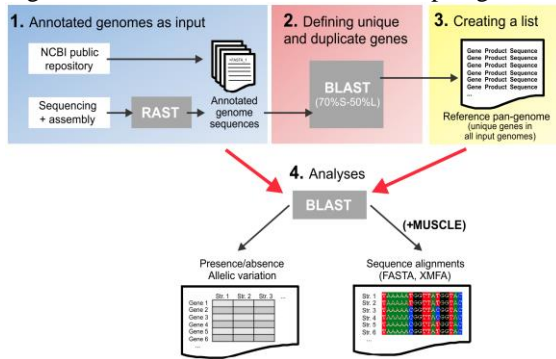 1. Annotated genomes as input
NCBI public
repository
Sequencing
+ assembly
RAST
>FASTA_1
Annotated
genome
sequences
2. Defining unique
and duplicate genes
BLAST
(70%S-50%L)
3. Creating a list
Gene Product Sequence
Gene Product Sequence
Gene Product Sequence
Gene Product Sequence
Gene Product Sequence
...
Reference pan-genome
(unique genes in
all input genomes)
4. Analyses
BLAST
(+MUSCLE)
Presence/absence
Allelic variation
Str. 1 Str. 2 Str. 3 ...
Gene 1
Gene 2
Gene 3
Gene 4
Gene 5
Gene 6
...
Sequence alignments
(FASTA, XMFA)
Str. 1
Str. 2
Str. 3
Str. 4
Str. 5
Str. 6
...